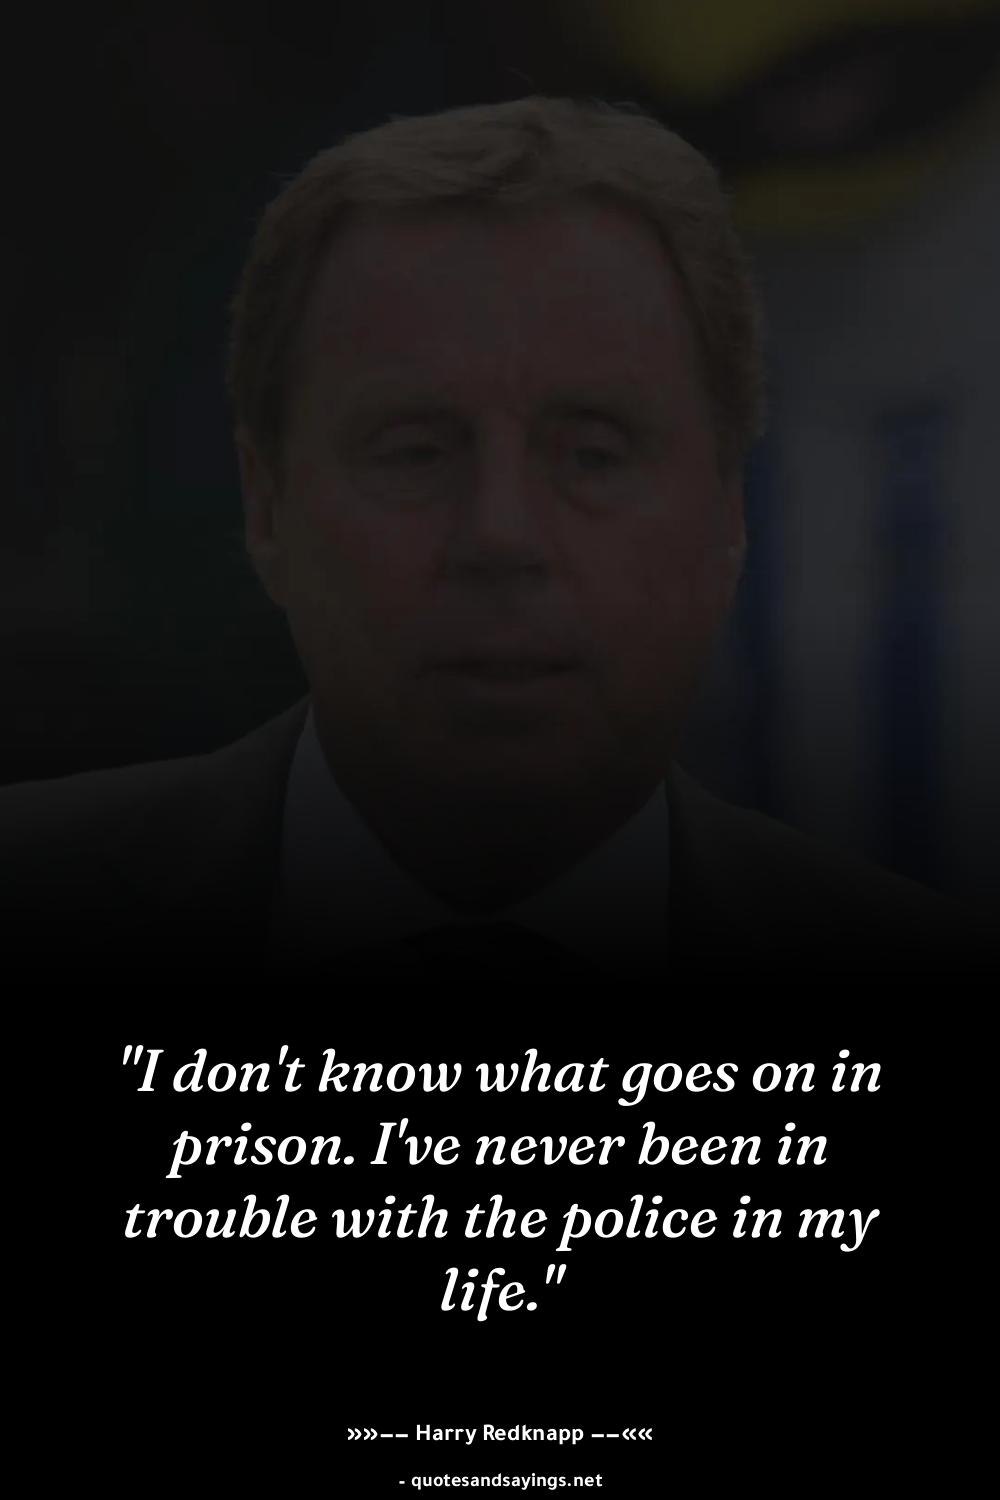 "I don't know what goes on in
prison. I've never been in
trouble with the police in my
life."
»»−− Harry Redknapp −−««
- quotesandsayings.net